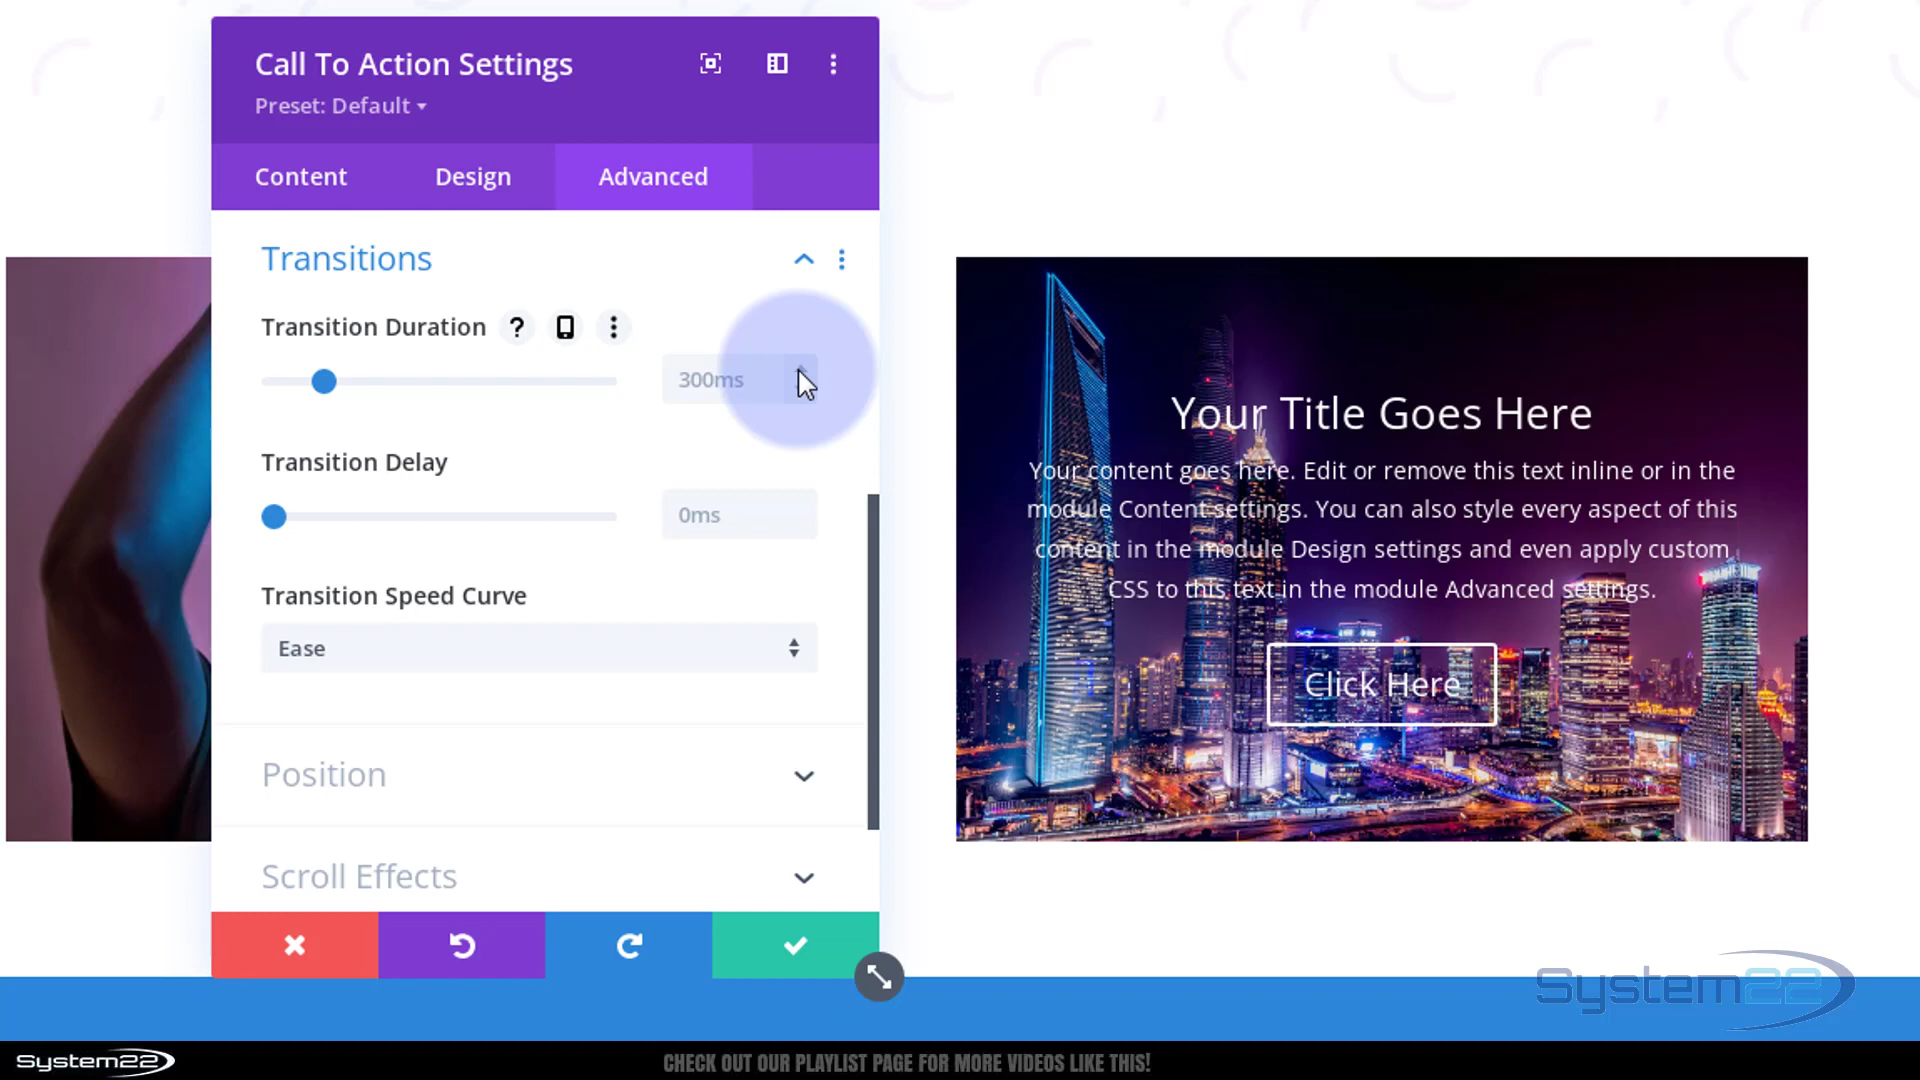 Call To Action Settings
Preset: Default
Content
Design
Advanced
Transitions
Transition Duration
?
300ms
Transition Delay
0ms
Transition Speed Curve
Ease
Position
Scroll Effects
Your Title Goes Here
Your content goes here. Edit or remove this text inline or in the
module Content settings. You can also style every aspect of this
content in the module Design settings and even apply custom
CSS to this text in the module Advanced settings.
Click Here
System22
System22
CHECK OUT OUR PLAYLIST PAGE FOR MORE VIDEOS LIKE THIS!